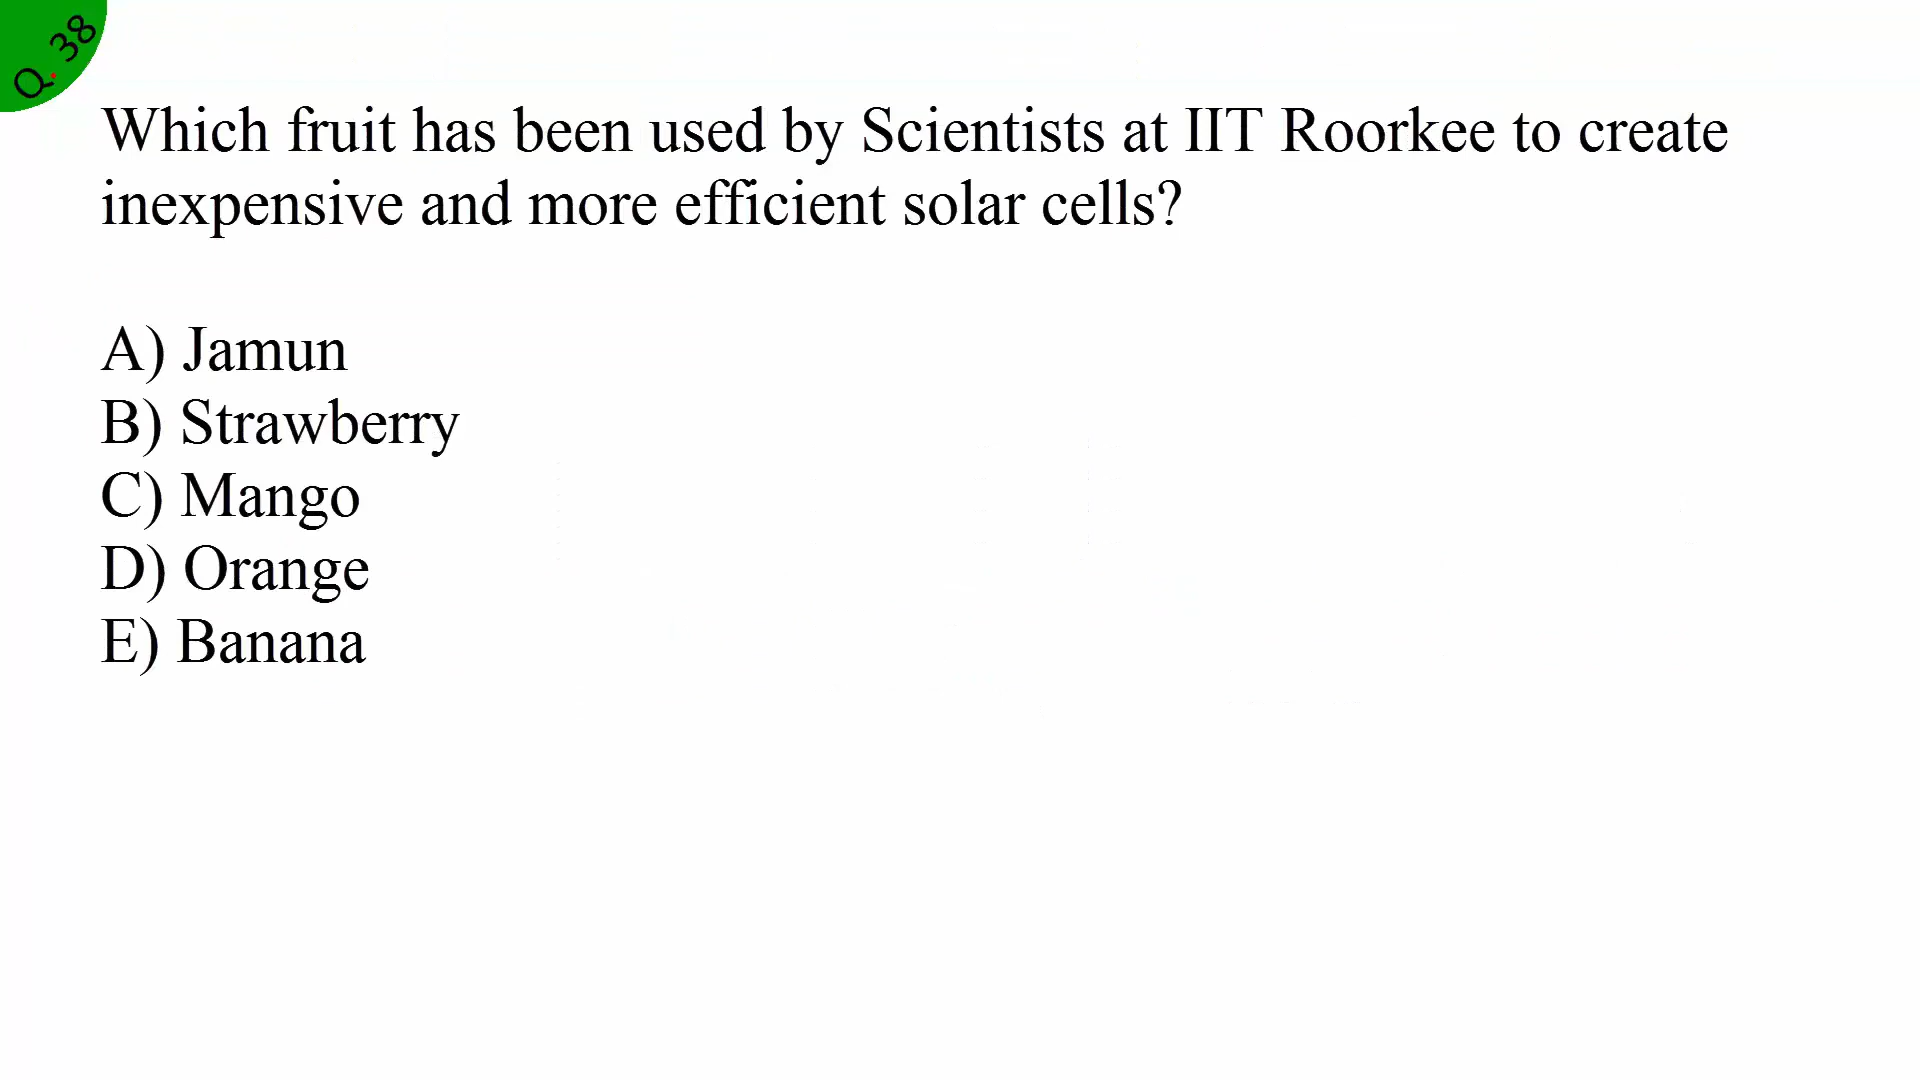 Q. 38
Which fruit has been used by Scientists at IIT Roorkee to create
inexpensive and more efficient solar cells?
A) Jamun
B) Strawberry
C) Mango
D) Orange
E) Banana